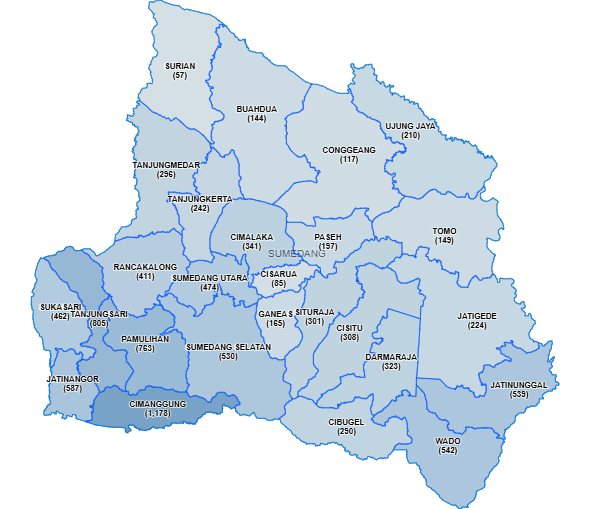 SURIAN
(57)
BUAHDUA
(144)
UJUNG JAYA
(210)
CONGGEANG
(117)
TANJUNGMEDAR
(296)
TANJUNGKERTA
(242)
CIMALAKA
(341)
PASEH
(197)
TOMO
(149)
SUMEDANG
RANCAKALONG
(411)
SUMEDANG UTARA
(474)
CISARUA
(85)
SUKASARI
(462)
TANJUNGSARI
(805)
GANEAS
(165)
SITURAJA
(301)
JATIGEDE
(224)
CISITU
(308)
PAMULIHAN
(763)
SUMEDANG SELATAN
(530)
DARMARAJA
(323)
JATINANGOR
(587)
JATINUNGGAL
(539)
CIMANGGUNG
(1,178)
CIBUGEL
(290)
WADO
(542)